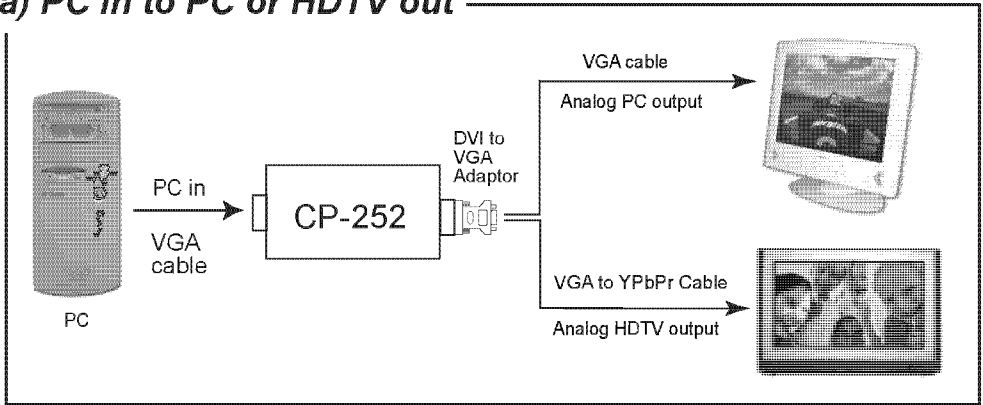 a) PC in to PC or HDTV out
VGA cable
Analog PC output
DVI to
VGA
Adaptor
PC in
CP-252
VGA
cable
VGA to YPbPr Cable
Analog HDTV output
PC